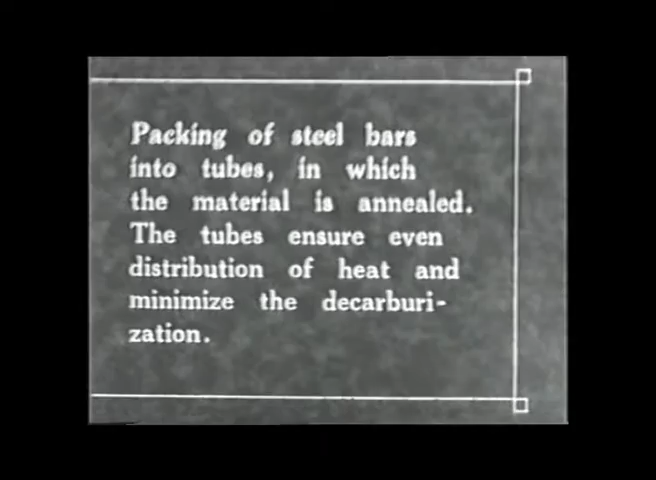 Packing of steel bars
into tubes, in which
the material is annealed.
The tubes ensure even
distribution of heat and
minimize the decarburi-
zation.